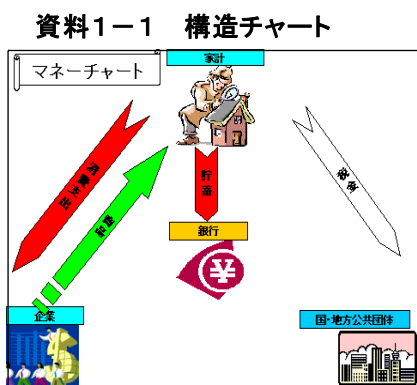 資料1－1　構造チャート
マネーチャート
家計
消費支出
貯蓄
税金
銀行
¥
企業
国・地方公共団体